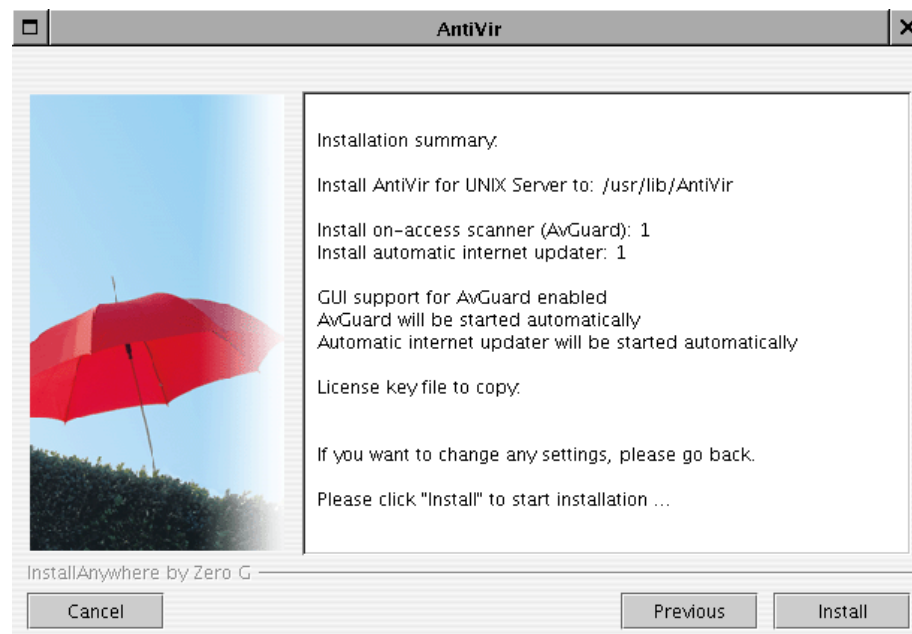 AntiVir
Installation summary:
Install AntiVir for UNIX Server to: /usr/lib/AntiVir
Install on-access scanner (AvGuard): 1
Install automatic internet updater: 1
GUI support for AvGuard enabled
AvGuard will be started automatically
Automatic internet updater will be started automatically
License key file to copy:
If you want to change any settings, please go back.
Please click "Install" to start installation ...
InstallAnywhere by Zero G
Cancel
Previous
Install